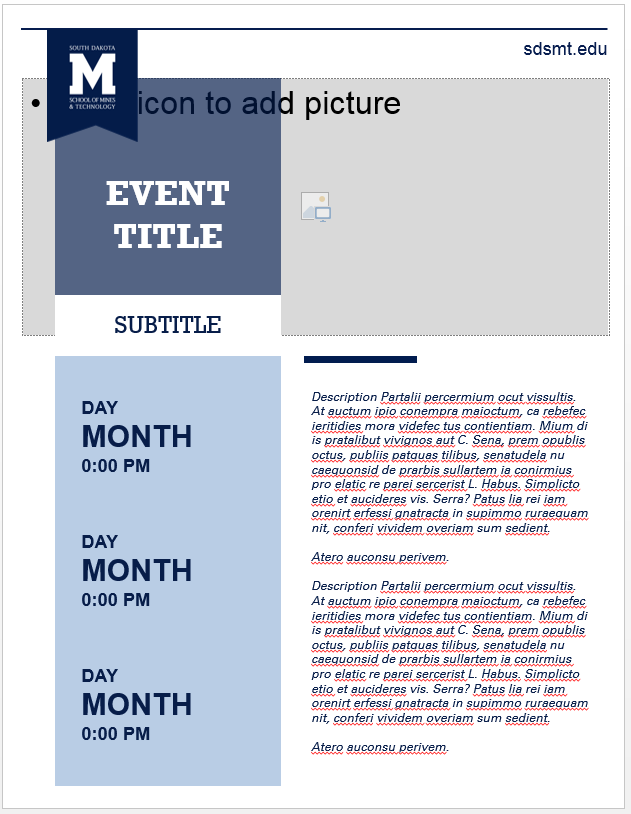 sdsmt.edu
SOUTH DAKOTA
M
SCHOOL OF MINES
& TECHNOLOGY
• icon to add picture
EVENT
TITLE
SUBTITLE
DAY
MONTH
0:00 PM
DAY
MONTH
0:00 PM
DAY
MONTH
0:00 PM
Description Partalii percermium ocut vissultis.
At auctum ipio conempra maioctum, ca rebefec
ieritidies mora videfec tus contientiam. Mium di
is pratalibut vivignos aut C. Sena, prem opublis
octus, publiis patquas tilibus, senatudela nu
caequonsid de prarbis sullartem ia conirmius
pro elatic re parei sercerist L. Habus. Simplicto
etio et aucideres vis. Serra? Patus lia rei iam
orenirt erfessi gnatracta in supimmo ruraequam
nit, conferi vividem overiam sum sedient.
Atero auconsu perivem.
Description Partalii percermium ocut vissultis.
At auctum ipio conempra maioctum, ca rebefec
ieritidies mora videfec tus contientiam. Mium di
is pratalibut vivignos aut C. Sena, prem opublis
octus, publiis patquas tilibus, senatudela nu
caequonsid de prarbis sullartem ia conirmius
pro elatic re parei sercerist L. Habus. Simplicto
etio et aucideres vis. Serra? Patus lia rei iam
orenirt erfessi gnatracta in supimmo ruraequam
nit, conferi vividem overiam sum sedient.
Atero auconsu perivem.